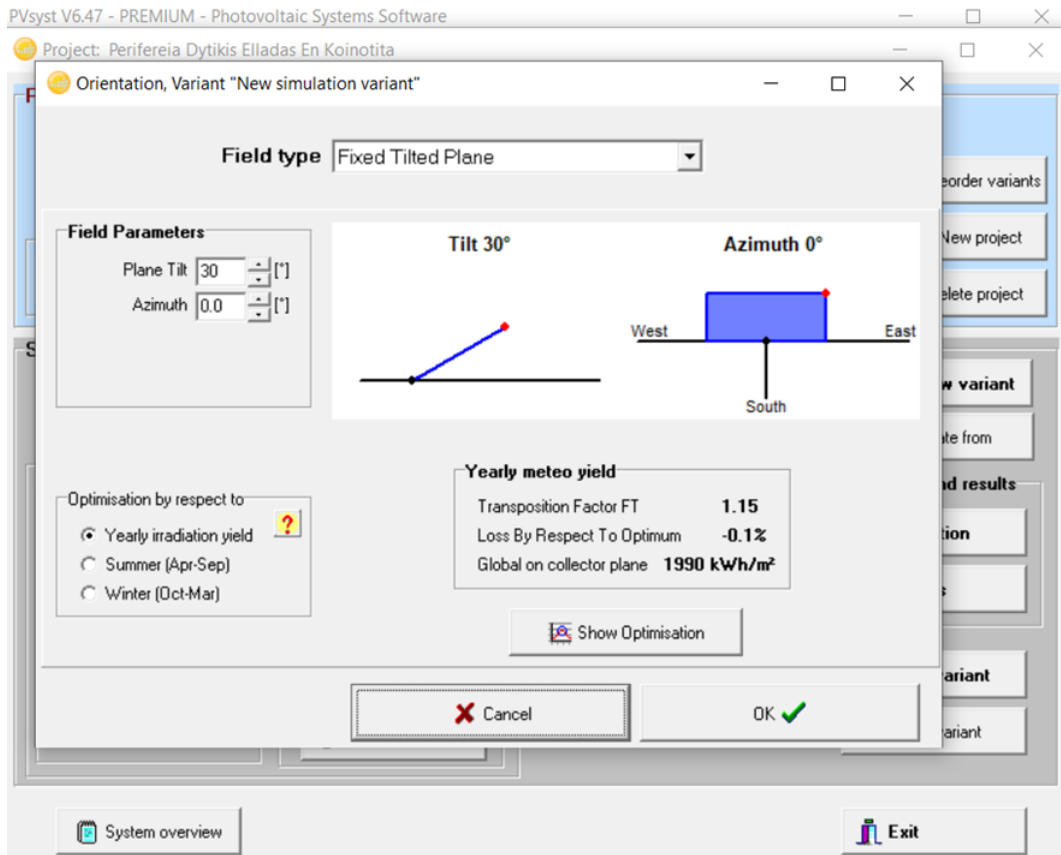 PVsyst V6.47 - PREMIUM - Photovoltaic Systems Software
Project: Perifereia Dytikis Elladas En Koinotita
Orientation, Variant "New simulation variant"
Field type Fixed Tilted Plane
eorder variants
New project
elete project
Field Parameters
Plane Tilt 30 [°]
Azimuth 0.0 [°]
Tilt 30°
Azimuth 0°
West
East
South
w variant
te from
nd results
tion
s
ariant
ariant
Optimisation by respect to
Yearly irradiation yield ?
Summer (Apr-Sep)
Winter (Oct-Mar)
Yearly meteo yield
Transposition Factor FT 1.15
Loss By Respect To Optimum -0.1%
Global on collector plane 1990 kWh/m²
Show Optimisation
Cancel
OK
System overview
Exit